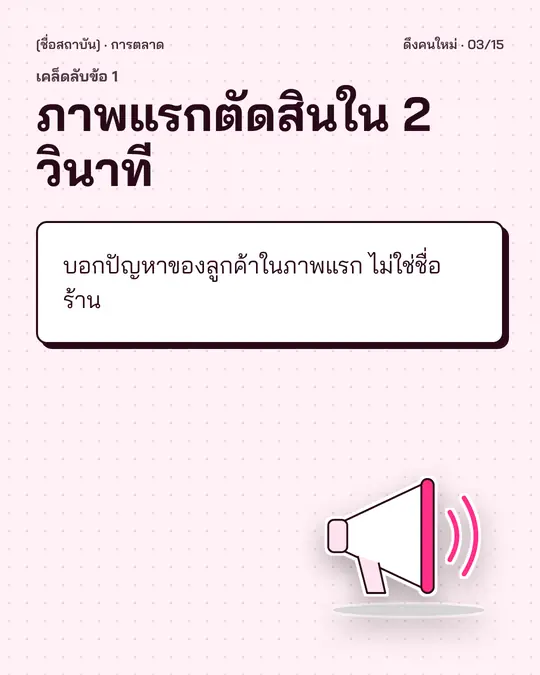 [ชื่อสถาบัน] · การตลาด
ดึงคนใหม่ · 03/15
เคล็ดลับข้อ 1
ภาพแรกตัดสินใน 2
วินาที
บอกปัญหาของลูกค้าในภาพแรก ไม่ใช่ชื่อ
ร้าน